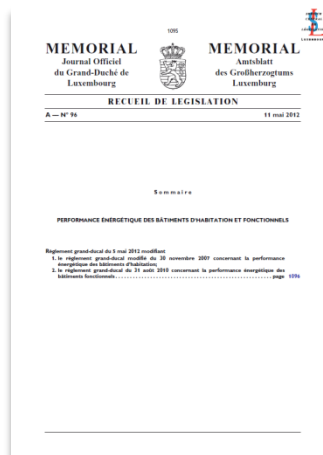 1095
MEMORIAL
Journal Officiel
du Grand-Duché de
Luxembourg
MEMORIAL
Amtsblatt
des Großherzogtums
Luxemburg
RECUEIL DE LEGISLATION
A — N° 96
11 mai 2012
Sommaire
PERFORMANCE ÉNERGÉTIQUE DES BÂTIMENTS D'HABITATION ET FONCTIONNELS
Règlement grand-ducal du 5 mai 2012 modifiant
1. le règlement grand-ducal modifié du 30 novembre 2007 concernant la performance
énergétique des bâtiments d'habitation;
2. le règlement grand-ducal du 31 août 2010 concernant la performance énergétique des
bâtiments fonctionnels ........ page 1096